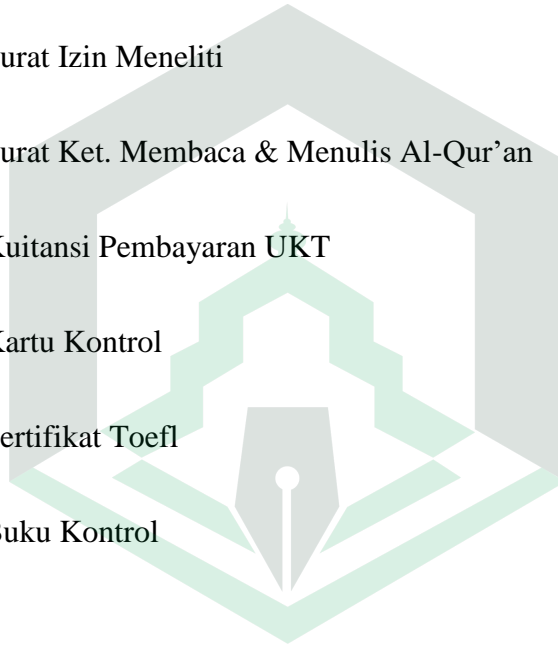 urat Izin Meneliti
urat Ket. Membaca & Menulis Al-Qur’an
Kuitansi Pembayaran UKT
Kartu Kontrol
ertifikat Toefl
Buku Kontrol